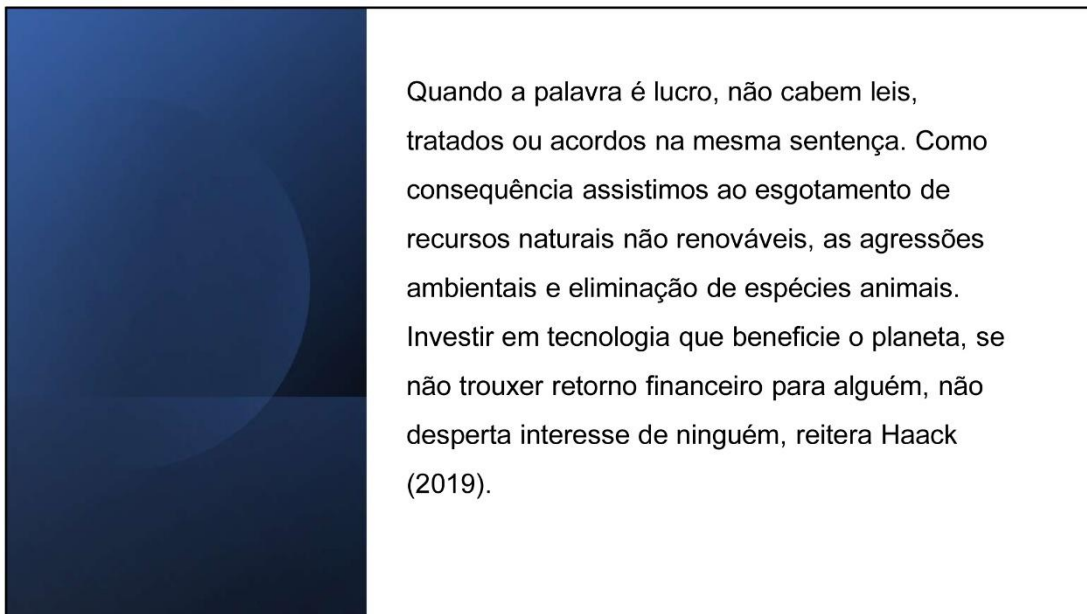 Quando a palavra é lucro, não cabem leis,
tratados ou acordos na mesma sentença. Como
consequência assistimos ao esgotamento de
recursos naturais não renováveis, as agressões
ambientais e eliminação de espécies animais.
Investir em tecnologia que beneficie o planeta, se
não trouxer retorno financeiro para alguém, não
desperta interesse de ninguém, reitera Haack
(2019).